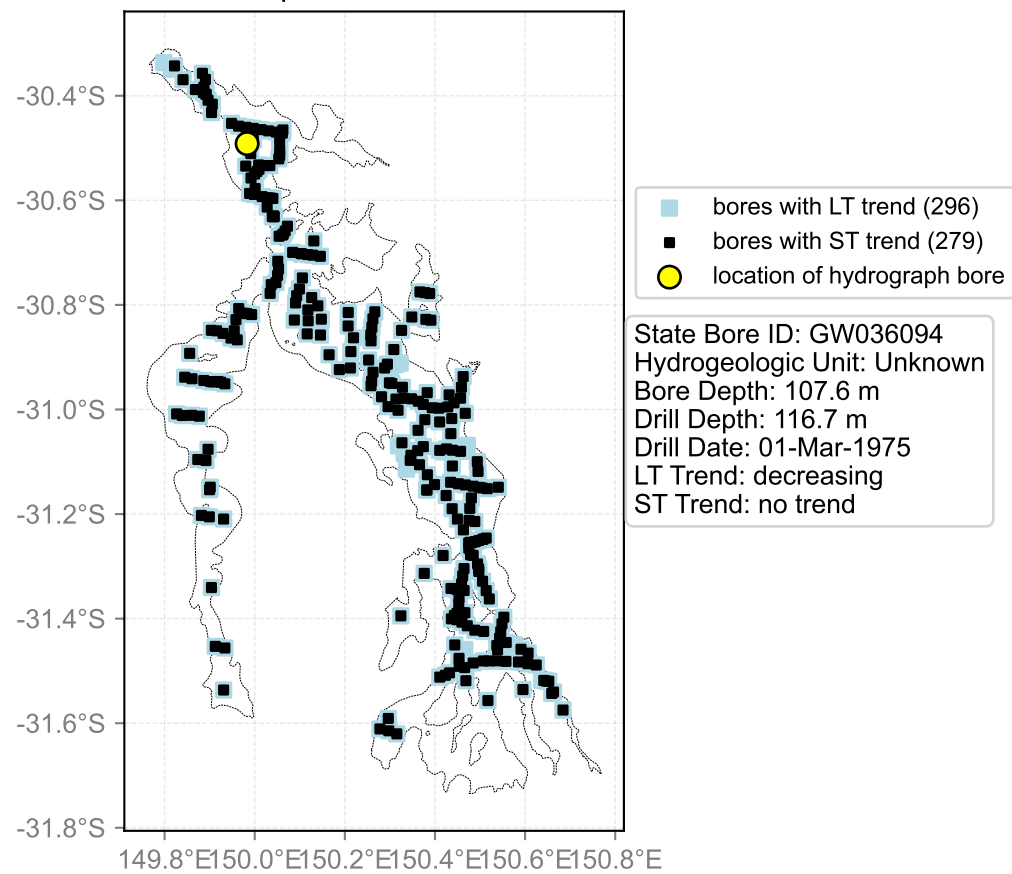 -30.4°S
-30.6°S
-30.8°S
-31.0°S
-31.2°S
-31.4°S
-31.6°S
-31.8°S
149.8°E150.0°E150.2°E150.4°E150.6°E150.8°E
bores with LT trend (296)
bores with ST trend (279)
location of hydrograph bore
State Bore ID: GW036094
Hydrogeologic Unit: Unknown
Bore Depth: 107.6 m
Drill Depth: 116.7 m
Drill Date: 01-Mar-1975
LT Trend: decreasing
ST Trend: no trend